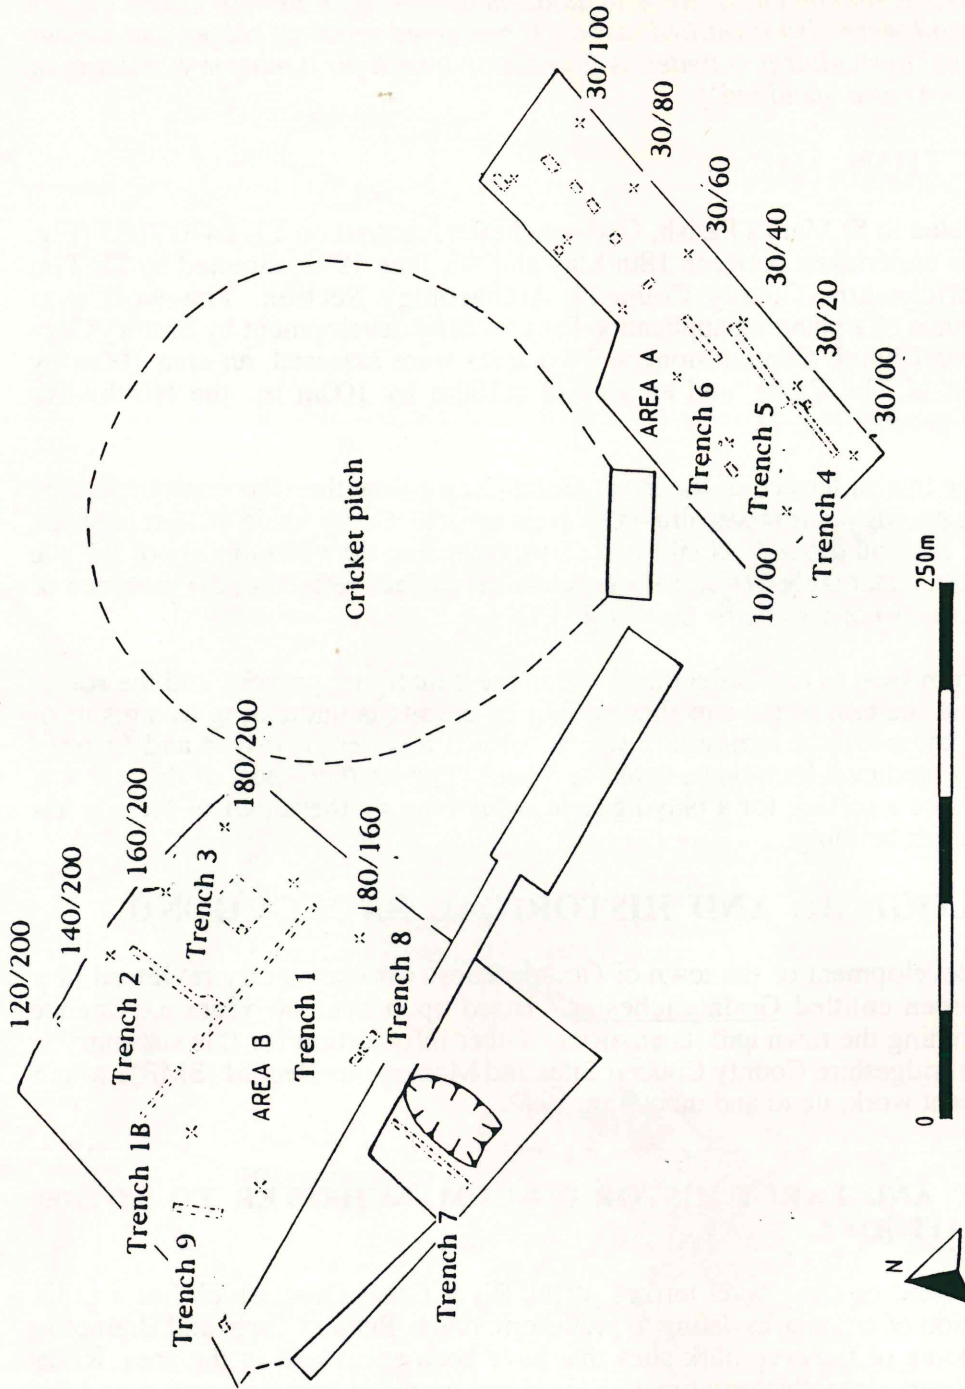 120/200
140/200
160/200
Trench 2
Trench 1B
Trench 9
Trench 3
180/200
AREA B
Trench 1
180/160
Trench 8
Trench 7
Cricket pitch
30/100
30/80
AREA A
30/60
Trench 6
30/40
Trench 5
30/20
10/00
Trench 4
30/00
N
0
250m